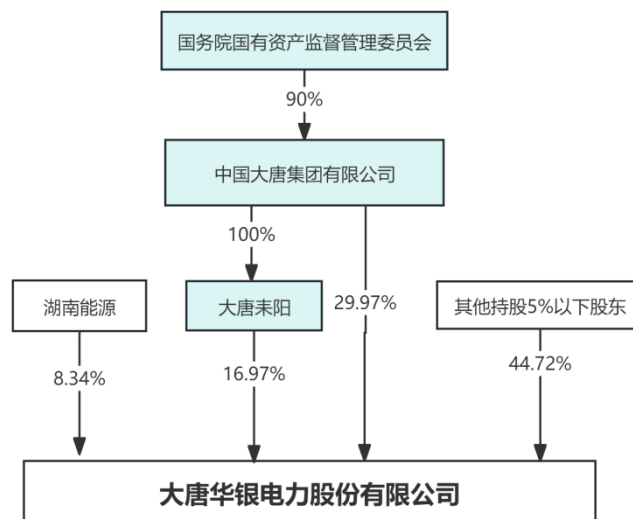 国务院国有资产监督管理委员会
90%
中国大唐集团有限公司
100%
湖南能源
大唐耒阳
29.97%
其他持股5%以下股东
8.34%
16.97%
44.72%
大唐华银电力股份有限公司